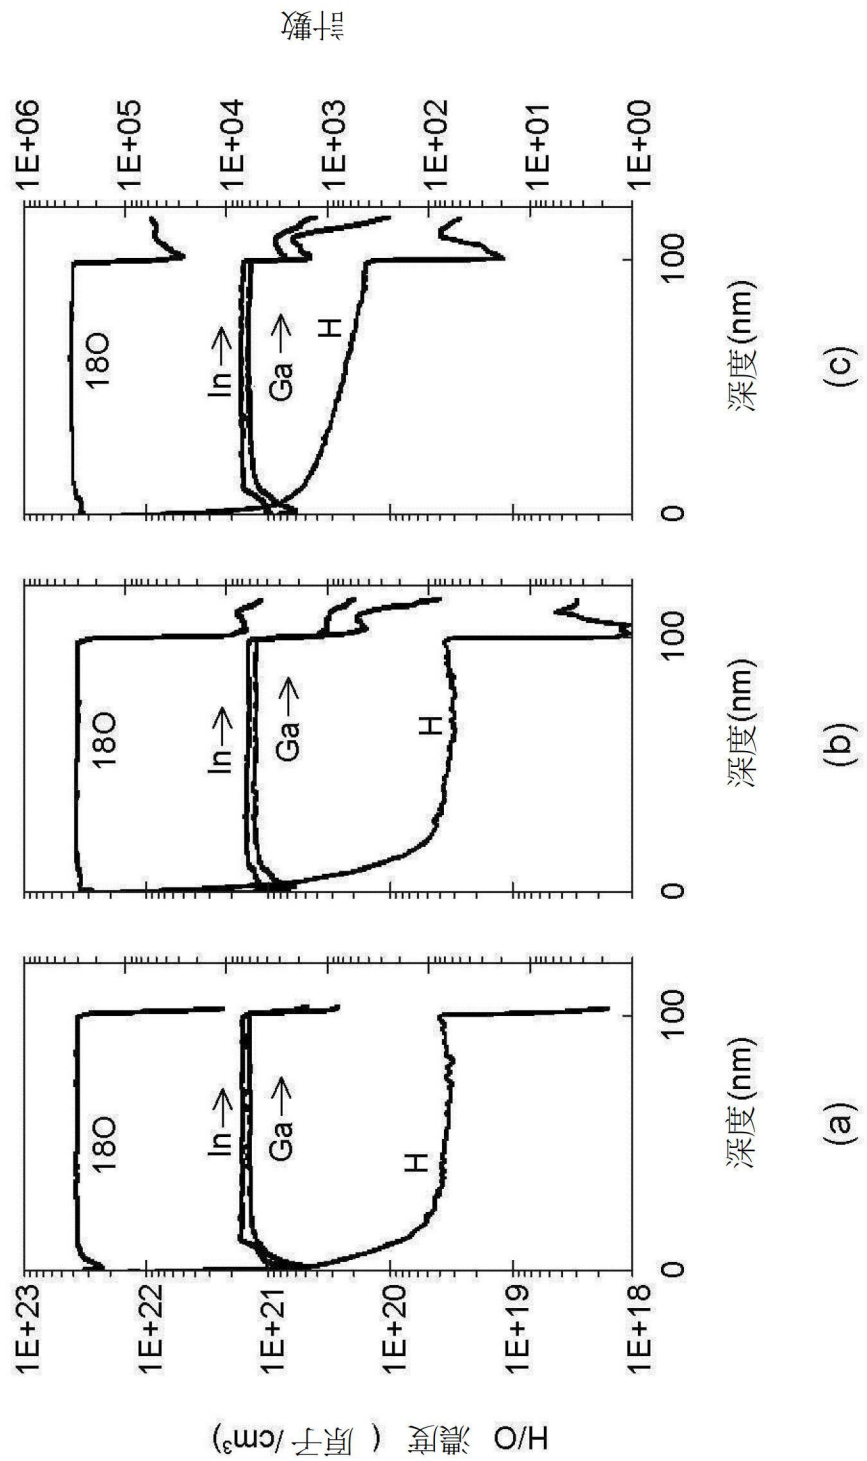 H/O 濃度 ( 原子/cm³)
1E+23
1E+22
1E+21
1E+20
1E+19
1E+18
18O
In→
Ga→
H
0
100
深度(nm)
(a)
18O
In→
Ga→
H
0
100
深度(nm)
(b)
18O
In→
Ga→
H
0
100
深度(nm)
(c)
1E+06
1E+05
1E+04
1E+03
1E+02
1E+01
1E+00
計數